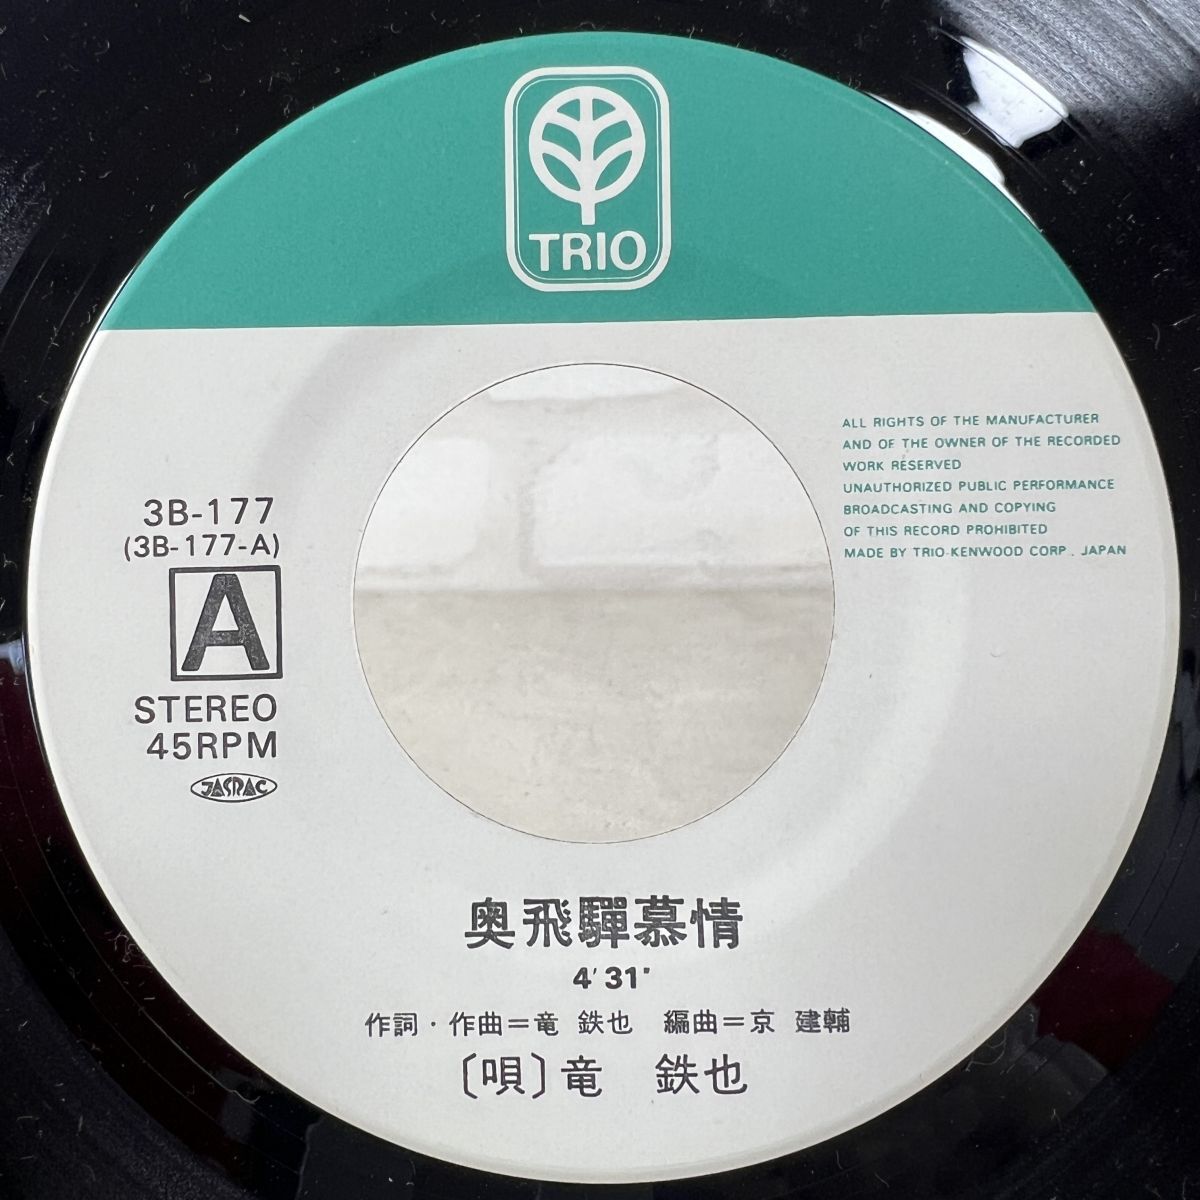 TRIO
ALL RIGHTS OF THE MANUFACTURER
AND OF THE OWNER OF THE RECORDED
WORK RESERVED
UNAUTHORIZED PUBLIC PERFORMANCE
BROADCASTING AND COPYING
OF THIS RECORD PROHIBITED
MADE BY TRIO-KENWOOD CORP., JAPAN
3B-177
(3B-177-A)
A
STEREO
45RPM
JASRAC
奥飛驒慕情
4′31″
作詞・作曲＝竜 鉄也　編曲＝京 建輔
〔唄〕竜　鉄也